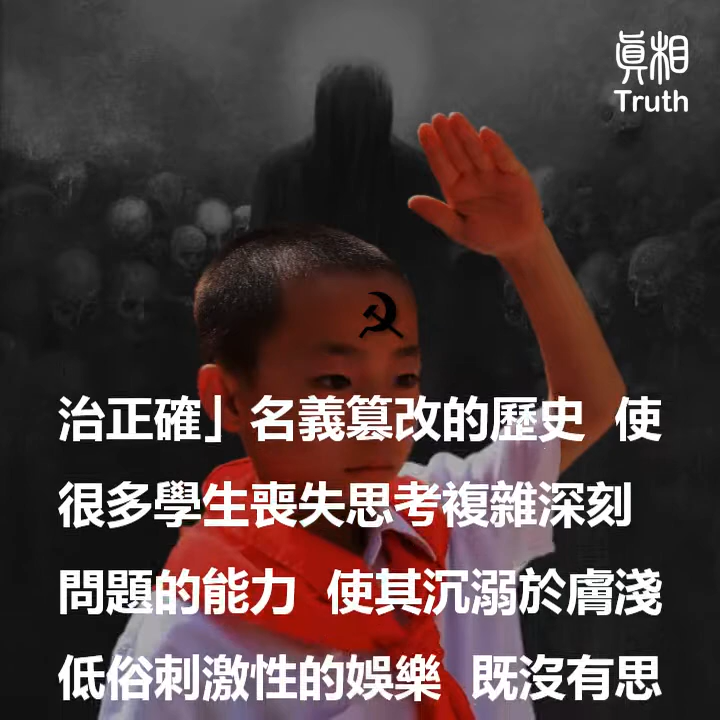 眞相
Truth
治正確」名義篡改的歷史 使
很多學生喪失思考複雜深刻
問題的能力 使其沉溺於膚淺
低俗刺激性的娛樂 既沒有思